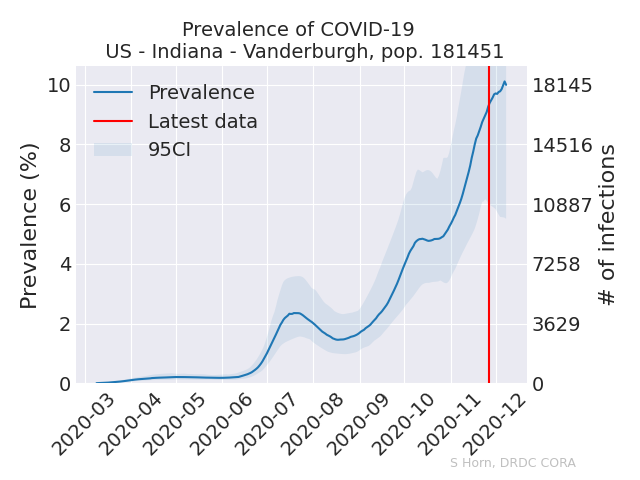 Prevalence of COVID-19
US - Indiana - Vanderburgh, pop. 181451
Prevalence
Latest data
95CI
Prevalence (%)
10
8
6
4
2
0
18145
14516
10887
7258
3629
0
# of infections
2020-03
2020-04
2020-05
2020-06
2020-07
2020-08
2020-09
2020-10
2020-11
2020-12
S Horn, DRDC CORA